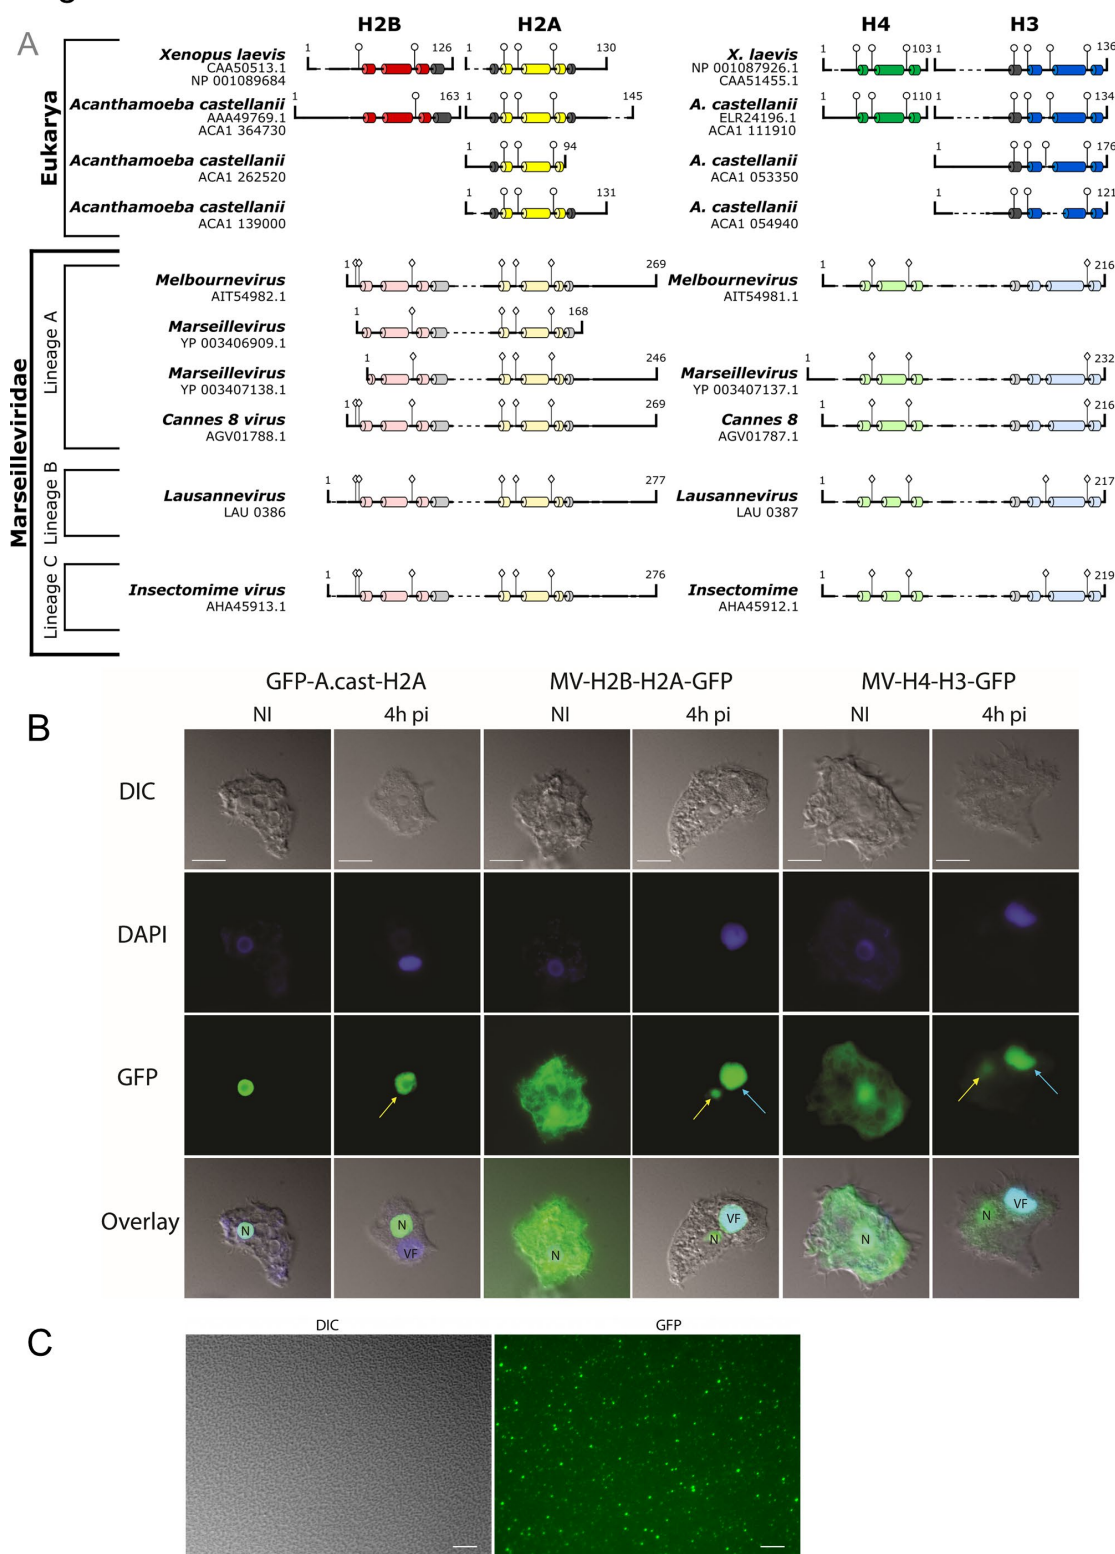 A
H2B H2A H4 H3
Eukarya
Xenopus laevis 1 126 1 130 X. laevis 1 103 1 136
CAA50513.1 NP 001087926.1
NP 001089684 CAA51455.1
Acanthamoeba castellanii 1 163 1 145 A. castellanii 1 110 1 134
AAA49769.1 ELR24196.1
ACA1 364730 ACA1 111910
Acanthamoeba castellanii 1 94 A. castellanii 1 176
ACA1 262520 ACA1 053350
Acanthamoeba castellanii 1 131 A. castellanii 1 121
ACA1 139000 ACA1 054940
Marseilleviridae
Lineage A
Melbournevirus 1 269 Melbournevirus 1 216
AIT54982.1 AIT54981.1
Marseillevirus 1 168
YP 003406909.1
Marseillevirus 1 246 Marseillevirus 1 232
YP 003407138.1 YP 003407137.1
Cannes 8 virus 1 269 Cannes 8 1 216
AGV01788.1 AGV01787.1
Lineage B
Lausannevirus 1 277 Lausannevirus 1 217
LAU 0386 LAU 0387
Lineage C
Insectomime virus 1 276 Insectomime 1 219
AHA45913.1 AHA45912.1
B
GFP-A.cast-H2A MV-H2B-H2A-GFP MV-H4-H3-GFP
NI 4h pi NI 4h pi NI 4h pi
DIC
DAPI
GFP
Overlay
N N VF N N VF N N VF
C
DIC GFP